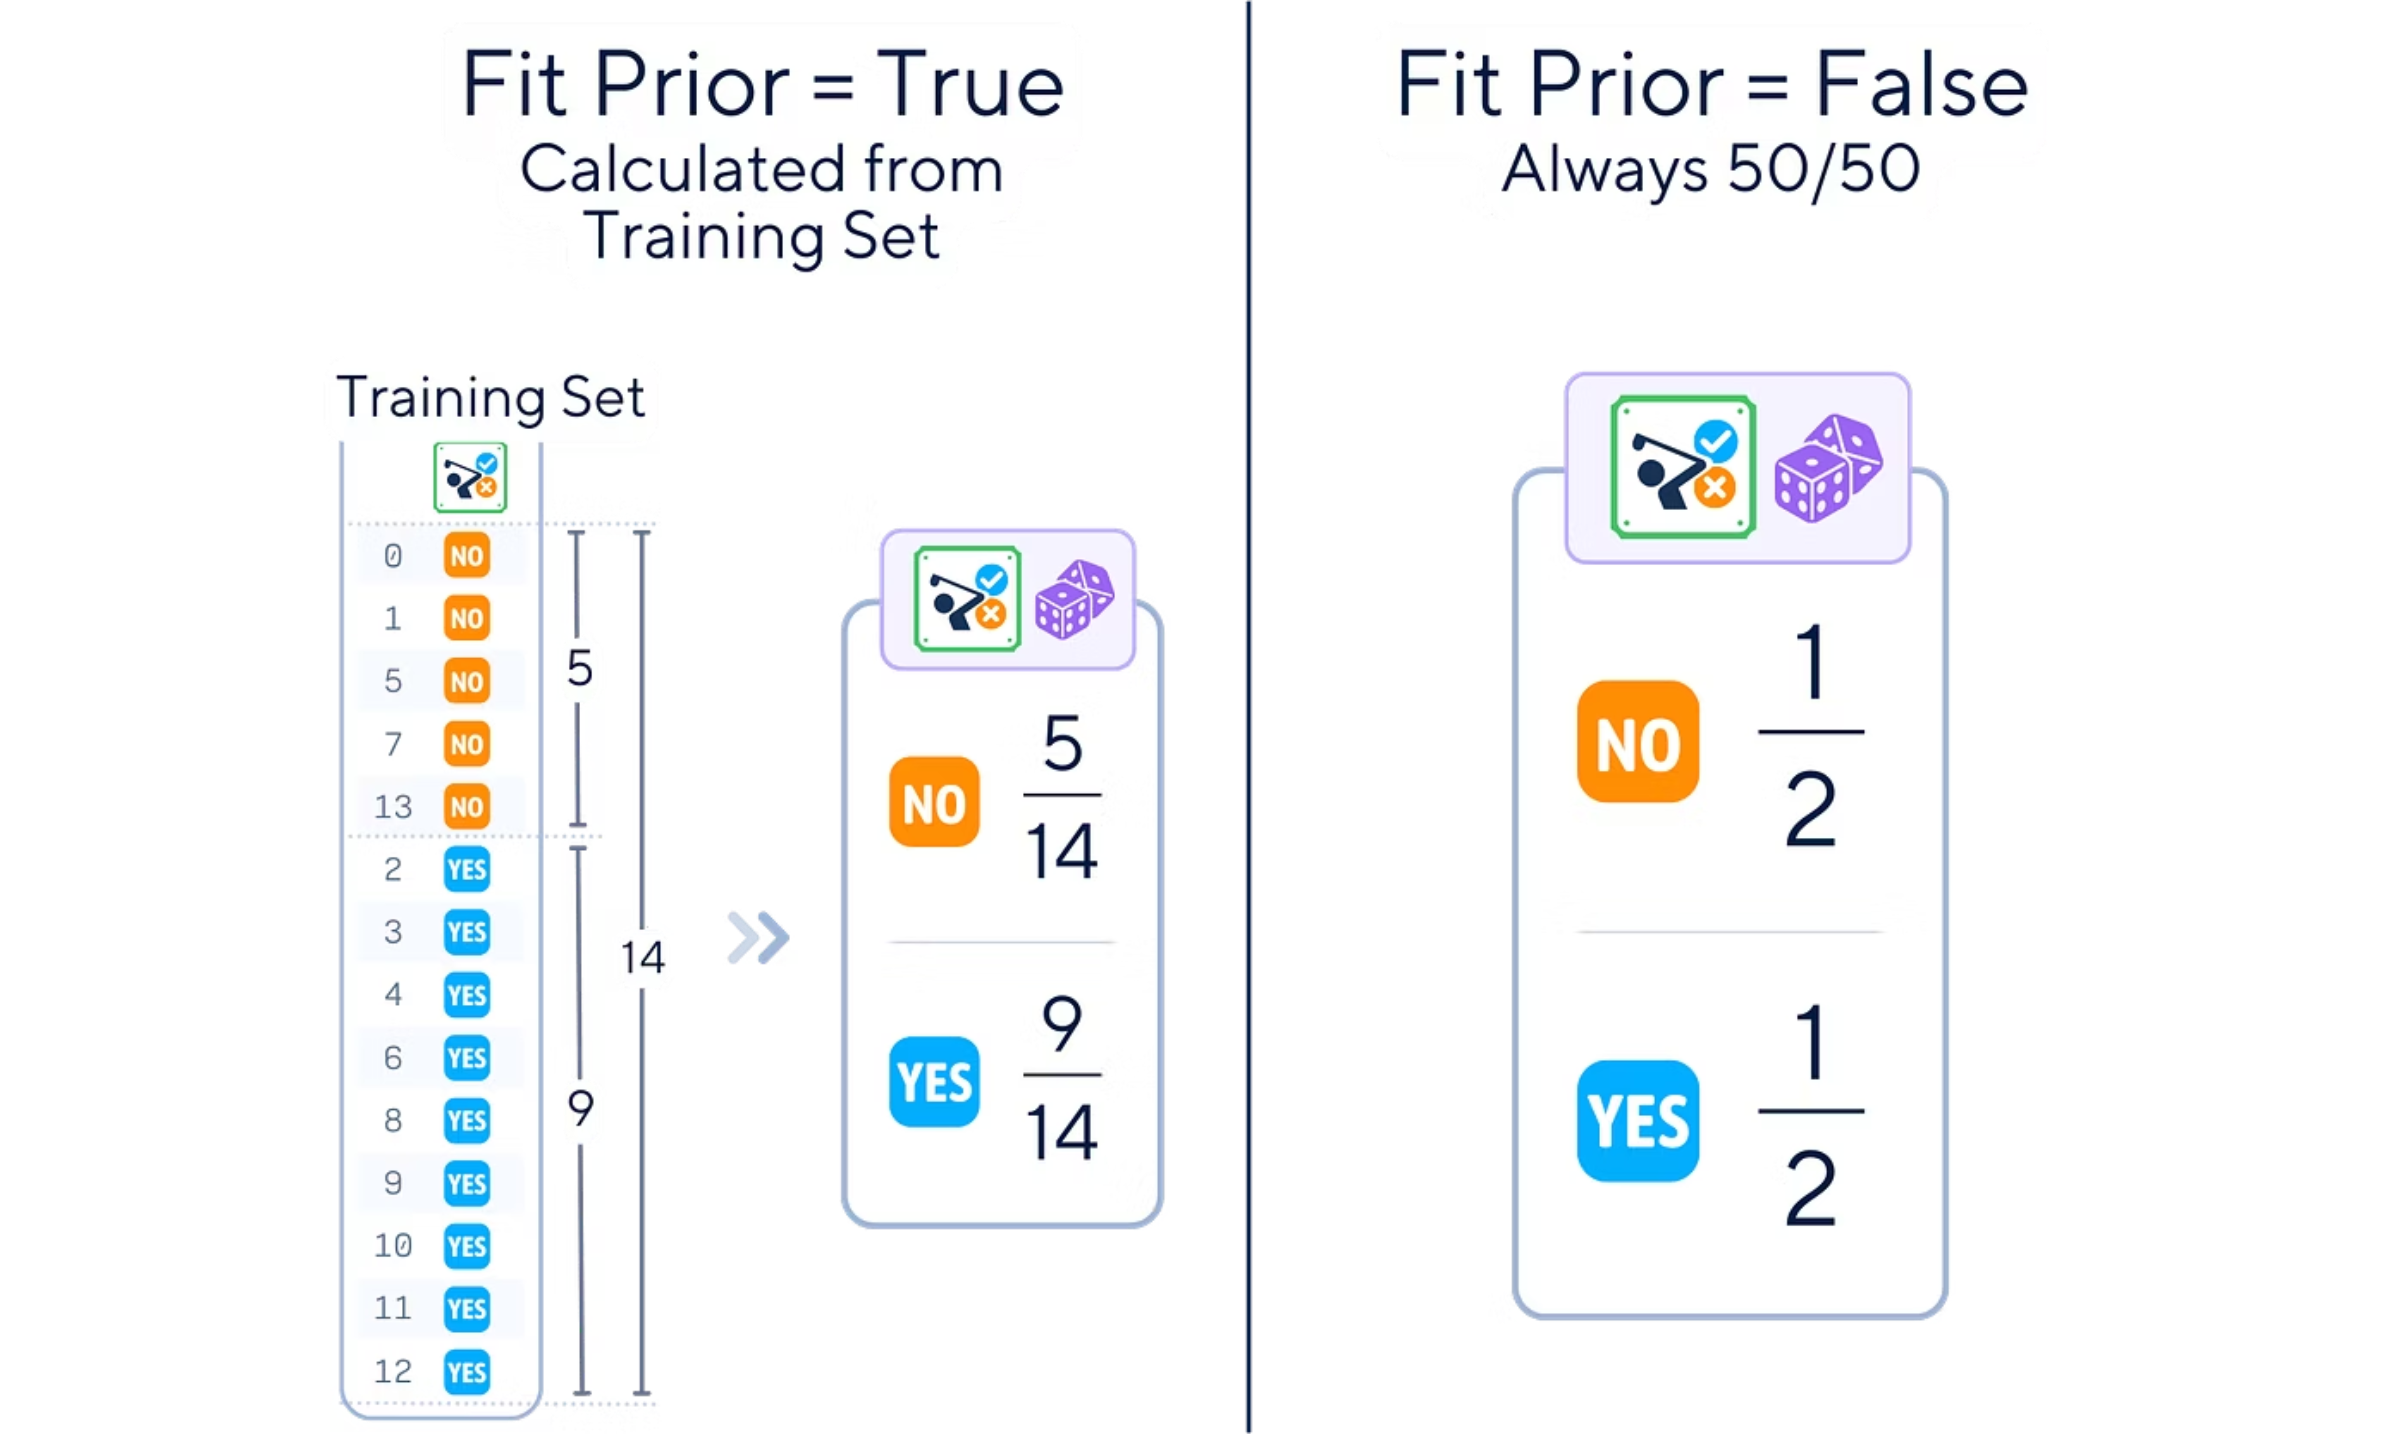 Fit Prior = True
Calculated from
Training Set
Training Set
0 NO
1 NO
5 NO
7 NO
13 NO
2 YES
3 YES
4 YES
6 YES
8 YES
9 YES
10 YES
11 YES
12 YES
5
9
14
NO 5/14
YES 9/14
Fit Prior = False
Always 50/50
NO 1/2
YES 1/2